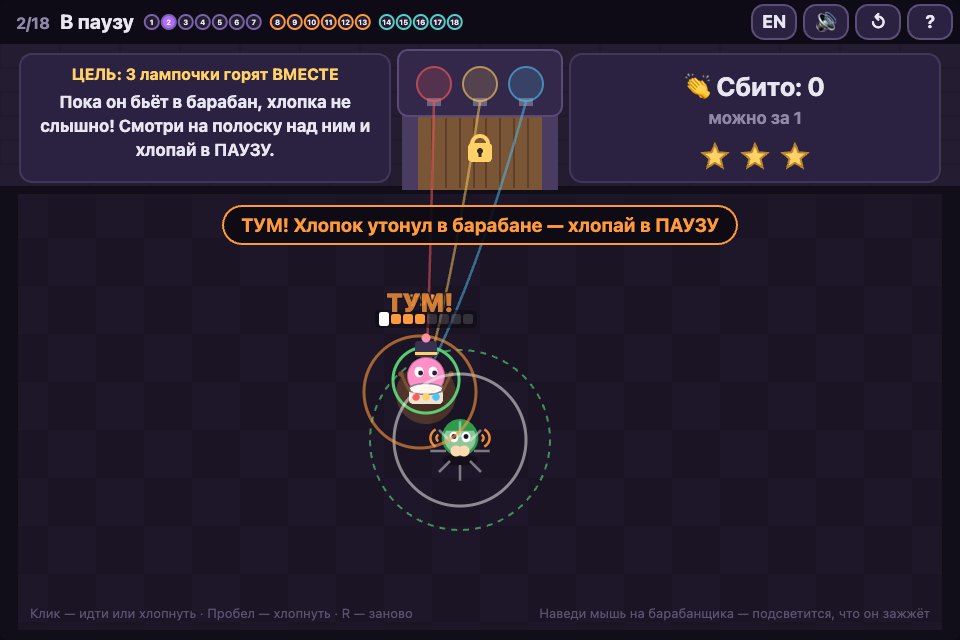 2/18 В паузу 1 2 3 4 5 6 7 8 9 10 11 12 13 14 15 16 17 18 EN ?
ЦЕЛЬ: 3 лампочки горят ВМЕСТЕ
Пока он бьёт в барабан, хлопка не
слышно! Смотри на полоску над ним и
хлопай в ПАУЗУ.
Сбито: 0
можно за 1
ТУМ! Хлопок утонул в барабане — хлопай в ПАУЗУ
ТУМ!
Клик — идти или хлопнуть · Пробел — хлопнуть · R — заново
Наведи мышь на барабанщика — подсветится, что он зажжёт